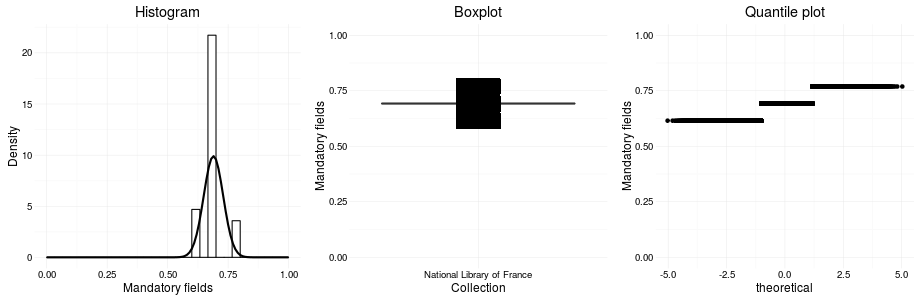 Histogram
Density
20
15
10
5
0
0.00 0.25 0.50 0.75 1.00
Mandatory fields
Boxplot
Mandatory fields
1.00
0.75
0.50
0.25
0.00
National Library of France
Collection
Quantile plot
Mandatory fields
1.00
0.75
0.50
0.25
0.00
-5.0 -2.5 0.0 2.5 5.0
theoretical